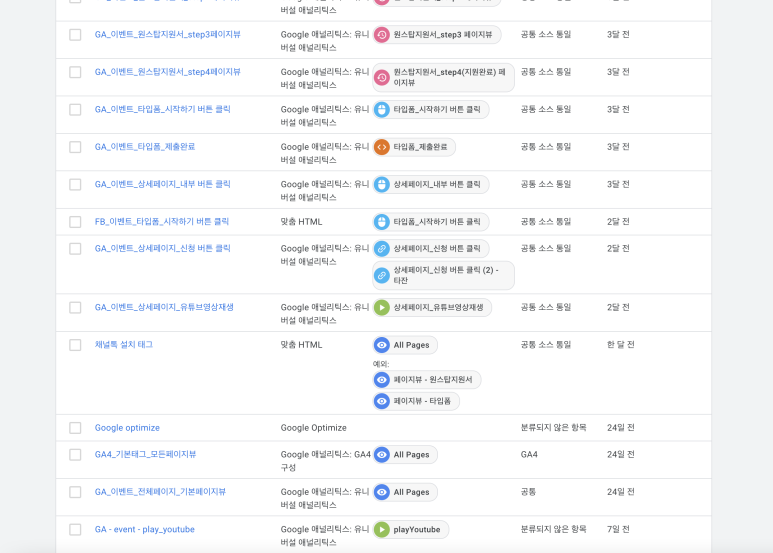 GA_이벤트_원스탑지원서_step3페이지뷰
Google 애널리틱스: 유니
버설 애널리틱스
원스탑지원서_step3 페이지뷰
공통 소스 통일
3달 전
GA_이벤트_원스탑지원서_step4페이지뷰
Google 애널리틱스: 유니
버설 애널리틱스
원스탑지원서_step4(지원완료) 페
이지뷰
공통 소스 통일
3달 전
GA_이벤트_타입폼_시작하기 버튼 클릭
Google 애널리틱스: 유니
버설 애널리틱스
타입폼_시작하기 버튼 클릭
공통 소스 통일
3달 전
GA_이벤트_타입폼_제출완료
Google 애널리틱스: 유니
버설 애널리틱스
타입폼_제출완료
공통 소스 통일
3달 전
GA_이벤트_상세페이지_내부 버튼 클릭
Google 애널리틱스: 유니
버설 애널리틱스
상세페이지_내부 버튼 클릭
공통 소스 통일
3달 전
FB_이벤트_타입폼_시작하기 버튼 클릭
맞춤 HTML
타입폼_시작하기 버튼 클릭
공통 소스 통일
2달 전
GA_이벤트_상세페이지_신청 버튼 클릭
Google 애널리틱스: 유니
버설 애널리틱스
상세페이지_신청 버튼 클릭
상세페이지_신청 버튼 클릭 (2) -
타잔
공통 소스 통일
2달 전
GA_이벤트_상세페이지_유튜브영상재생
Google 애널리틱스: 유니
버설 애널리틱스
상세페이지_유튜브영상재생
공통 소스 통일
2달 전
채널톡 설치 태그
맞춤 HTML
All Pages
예외:
페이지뷰 - 원스탑지원서
페이지뷰 - 타입폼
공통 소스 통일
한 달 전
Google optimize
Google Optimize
분류되지 않은 항목
24일 전
GA4_기본태그_모든페이지뷰
Google 애널리틱스: GA4
구성
All Pages
GA4
24일 전
GA_이벤트_전체페이지_기본페이지뷰
Google 애널리틱스: 유니
버설 애널리틱스
All Pages
공통
24일 전
GA - event - play_youtube
Google 애널리틱스: 유니
버설 애널리틱스
playYoutube
분류되지 않은 항목
7일 전